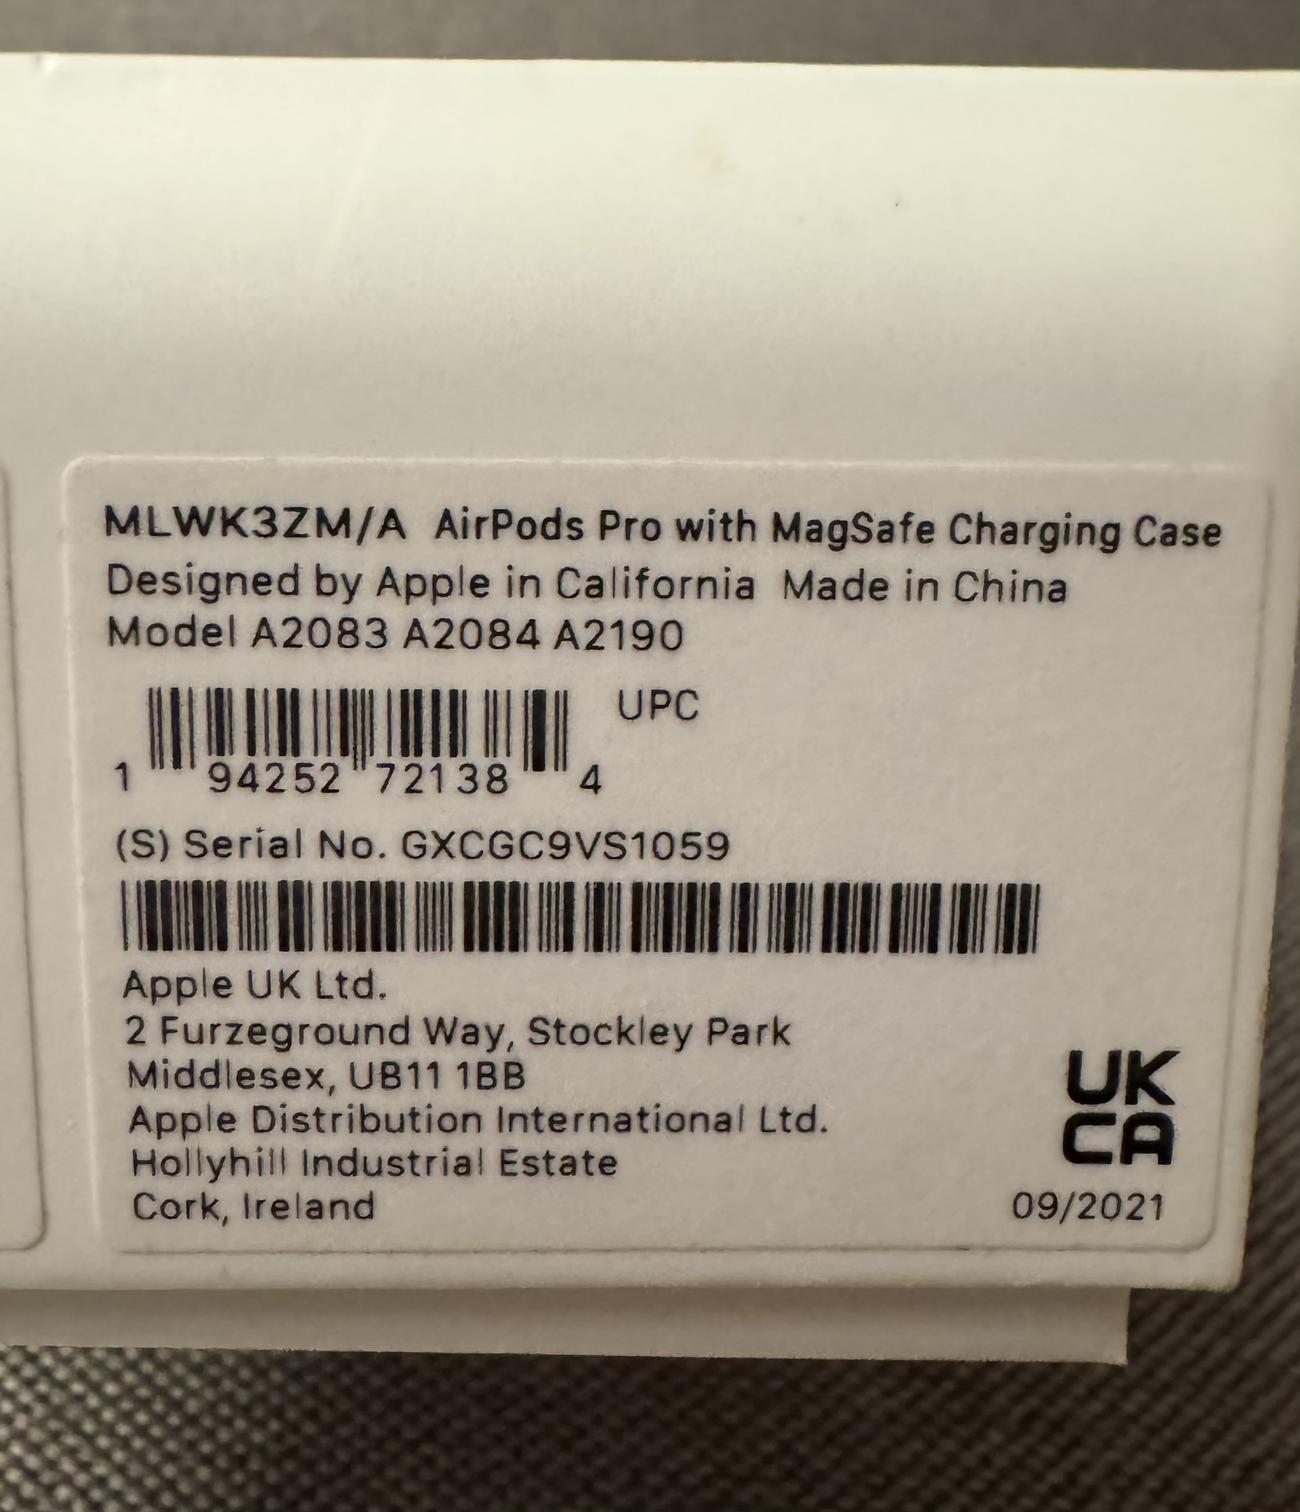 MLWK3ZM/A AirPods Pro with MagSafe Charging Case
Designed by Apple in California Made in China
Model A2083 A2084 A2190
UPC
1 94252 72138 4
(S) Serial No. GXCGC9VS1059
Apple UK Ltd.
2 Furzeground Way, Stockley Park
Middlesex, UB11 1BB
Apple Distribution International Ltd.
Hollyhill Industrial Estate
Cork, Ireland
UK
CA
09/2021